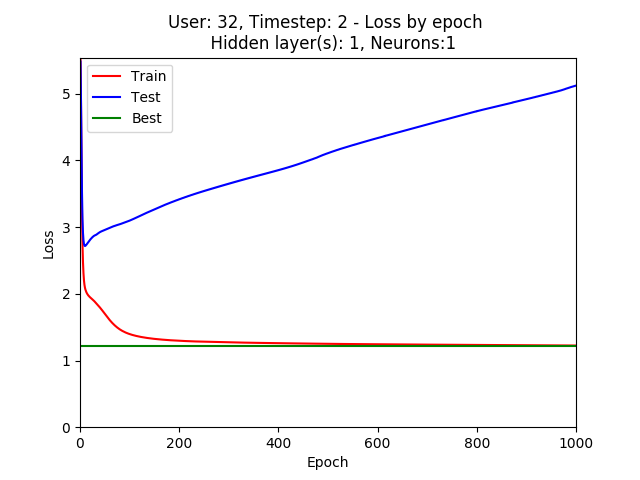 User: 32, Timestep: 2 - Loss by epoch
Hidden layer(s): 1, Neurons:1
Train
Test
Best
5
4
3
2
1
0
Loss
0 200 400 600 800 1000
Epoch